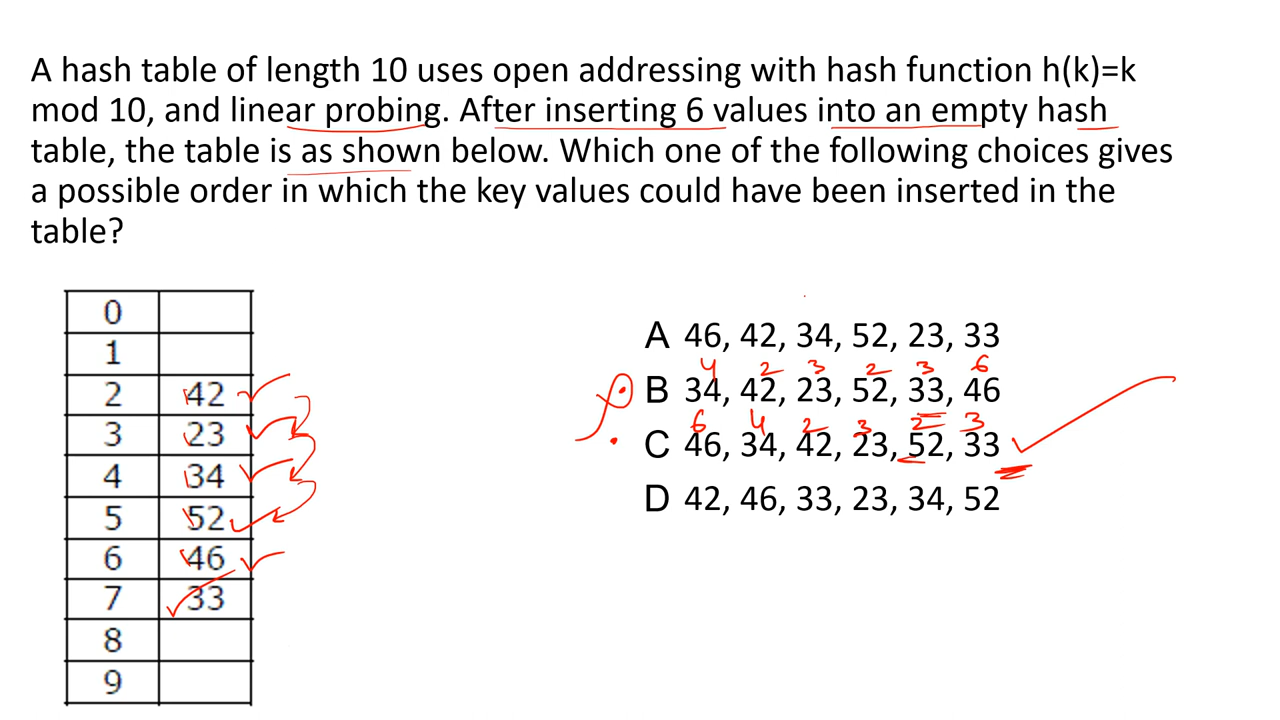 A hash table of length 10 uses open addressing with hash function h(k)=k
mod 10, and linear probing. After inserting 6 values into an empty hash
table, the table is as shown below. Which one of the following choices gives
a possible order in which the key values could have been inserted in the
table?
0
1
2 42
3 23
4 34
5 52
6 46
7 33
8
9
A 46, 42, 34, 52, 23, 33
4 2 3 2 3 6
B 34, 42, 23, 52, 33, 46
6 4 2 3 2 3
C 46, 34, 42, 23, 52, 33
D 42, 46, 33, 23, 34, 52